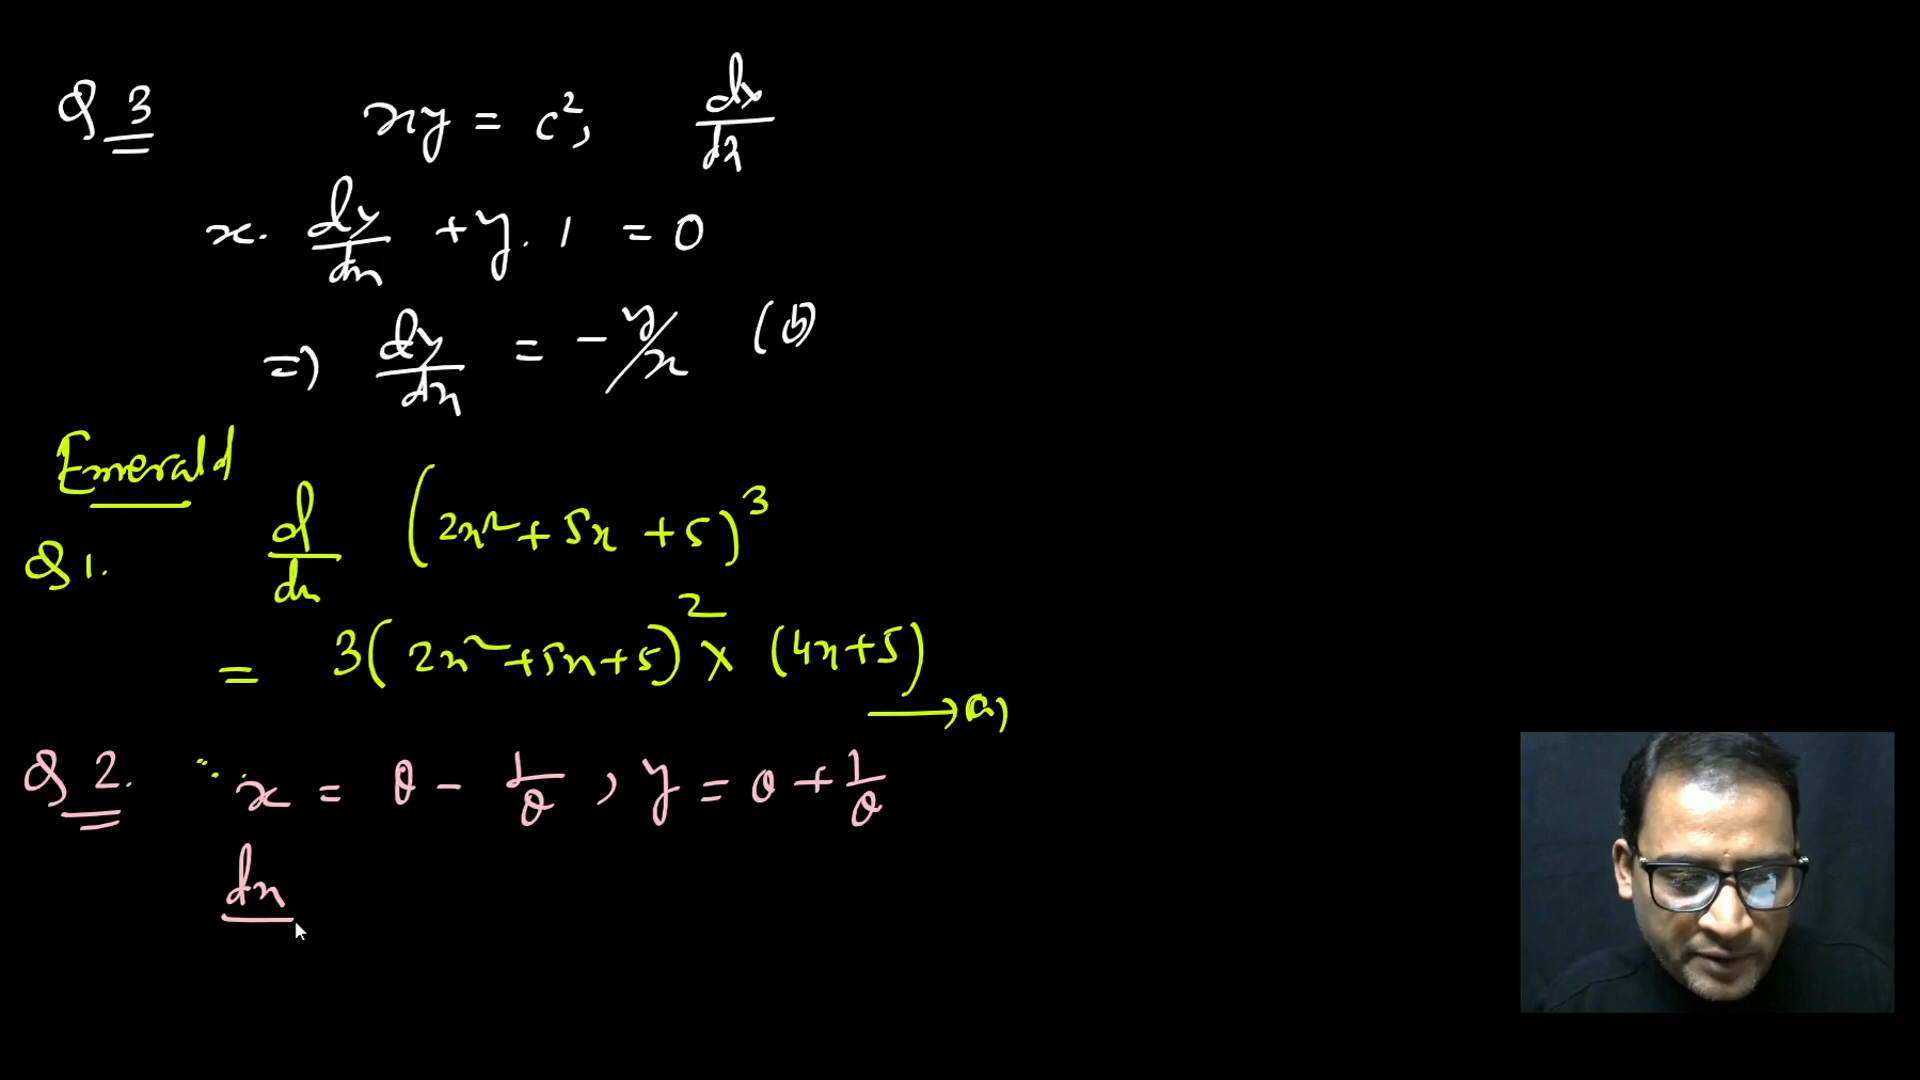 Q 3 xy = c², dy/dx
x. dy/dx + y. 1 = 0
=) dy/dx = - y/x (b)
Emerald
Q 1. d/dx (2x²+5x+5)³
= 3(2x²+5x+5)² × (4x+5)
→ (a)
Q 2. x = θ - 1/θ , y = θ + 1/θ
dx